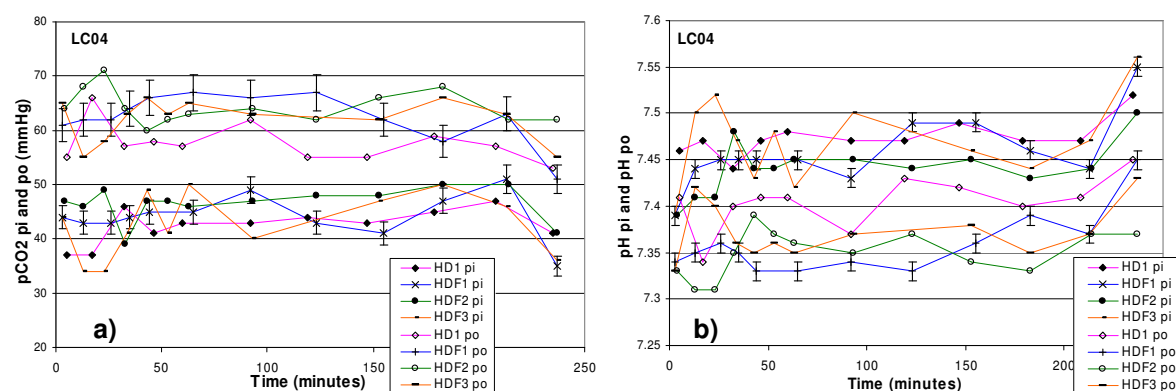 80
70
60
50
40
30
20
0
50
100
150
250
LC04
pCO2 pi and po (mmHg)
Time (minutes)
a)
HD1 pi
HDF1 pi
HDF2 pi
HDF3 pi
HD1 po
HDF1 po
HDF2 po
HDF3 po
7.6
7.55
7.5
7.45
7.4
7.35
7.3
7.25
7.2
0
50
100
150
200
LC04
pH pi and pH po
Time (minutes)
b)
HD1 pi
HDF1 pi
HDF2 pi
HDF3 pi
HD1 po
HDF1 po
HDF2 po
HDF3 po